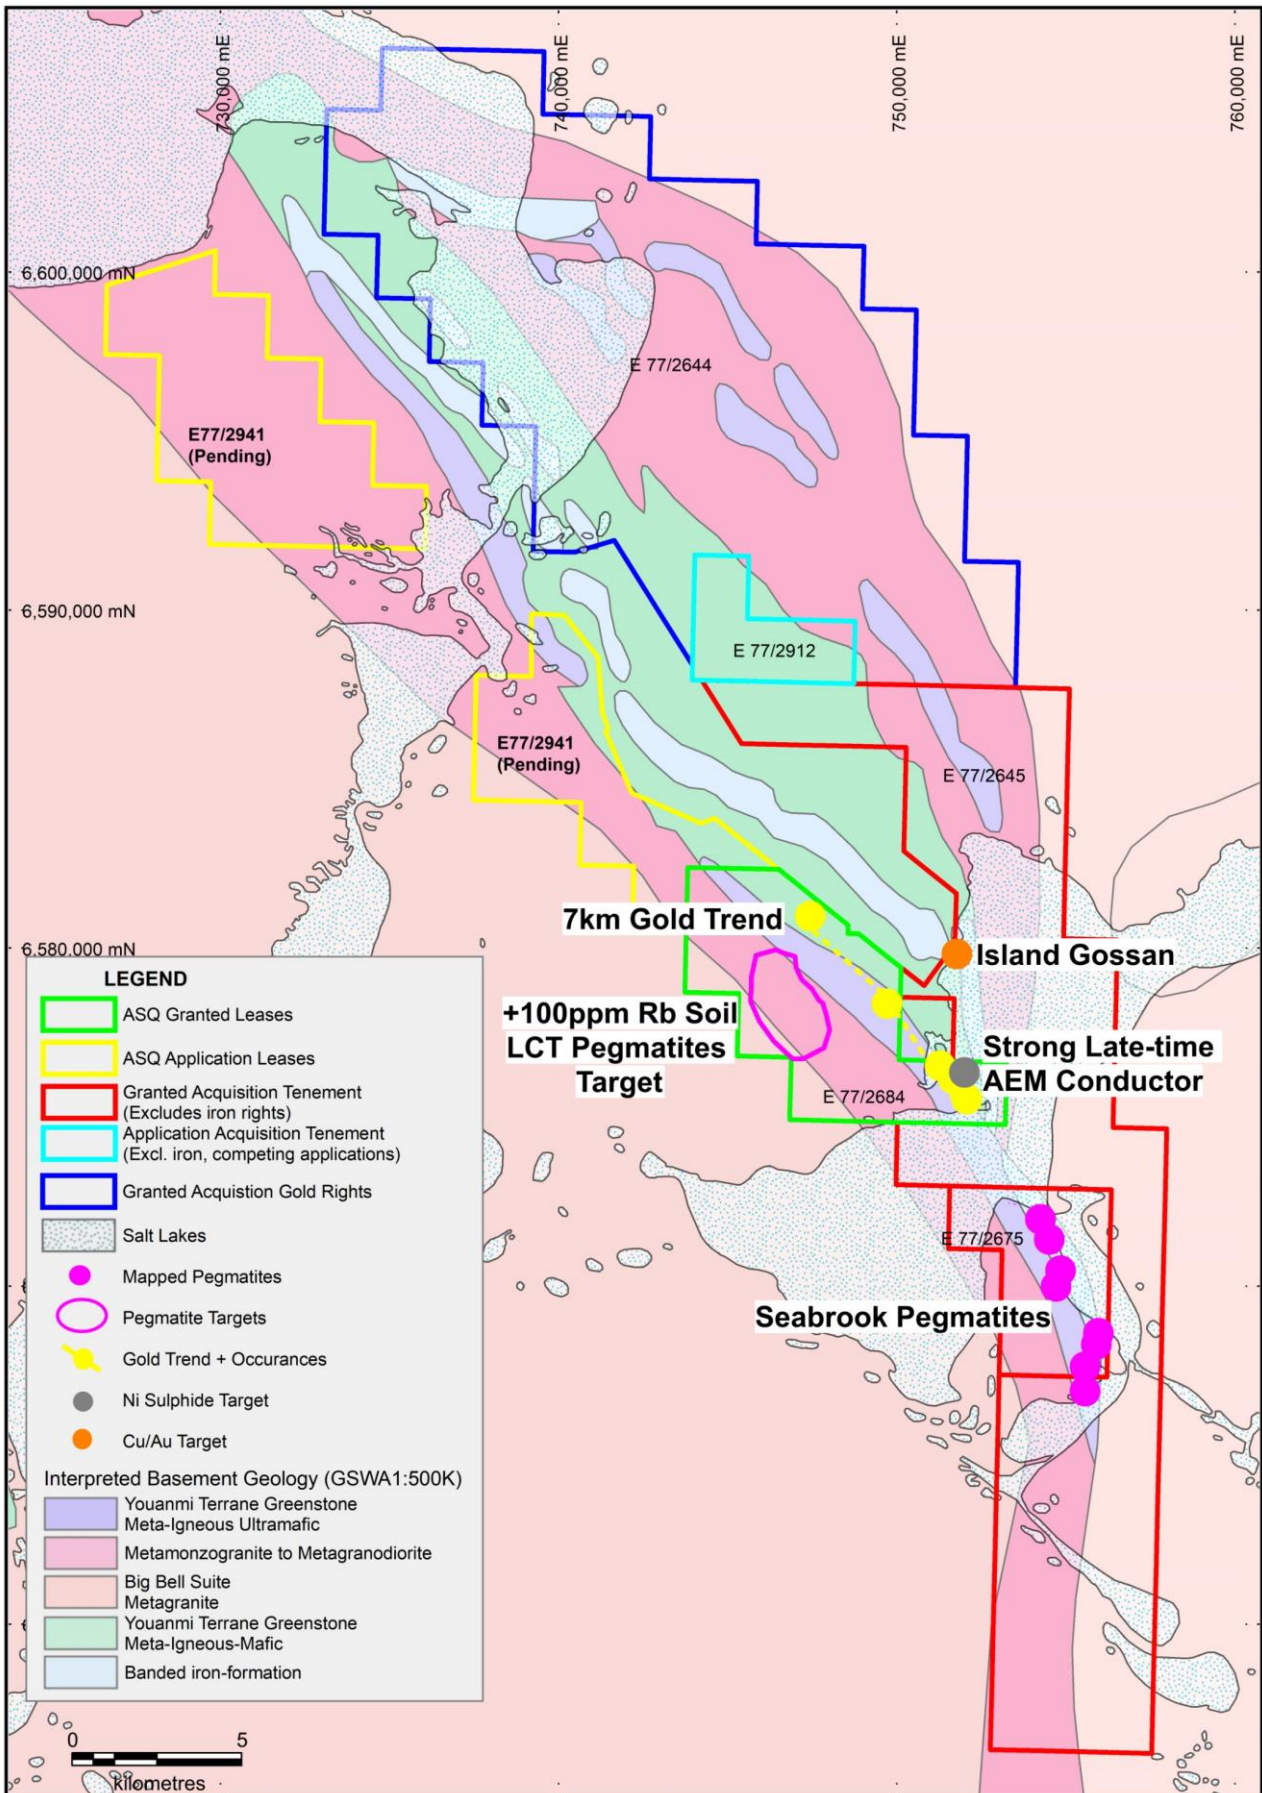 730,000 mE
740,000 mE
750,000 mE
760,000 mE
6,600,000 mN
E 77/2644
E77/2941
(Pending)
6,590,000 mN
E 77/2912
E77/2941
(Pending)
E 77/2645
7km Gold Trend
6,580,000 mN
Island Gossan
+100ppm Rb Soil
LCT Pegmatites
Target
Strong Late-time
AEM Conductor
E 77/2684
E 77/2675
Seabrook Pegmatites
LEGEND
ASQ Granted Leases
ASQ Application Leases
Granted Acquisition Tenement
(Excludes iron rights)
Application Acquisition Tenement
(Excl. iron, competing applications)
Granted Acquistion Gold Rights
Salt Lakes
Mapped Pegmatites
Pegmatite Targets
Gold Trend + Occurances
Ni Sulphide Target
Cu/Au Target
Interpreted Basement Geology (GSWA1:500K)
Youanmi Terrane Greenstone
Meta-Igneous Ultramafic
Metamonzogranite to Metagranodiorite
Big Bell Suite
Metagranite
Youanmi Terrane Greenstone
Meta-Igneous-Mafic
Banded iron-formation
0 5
kilometres